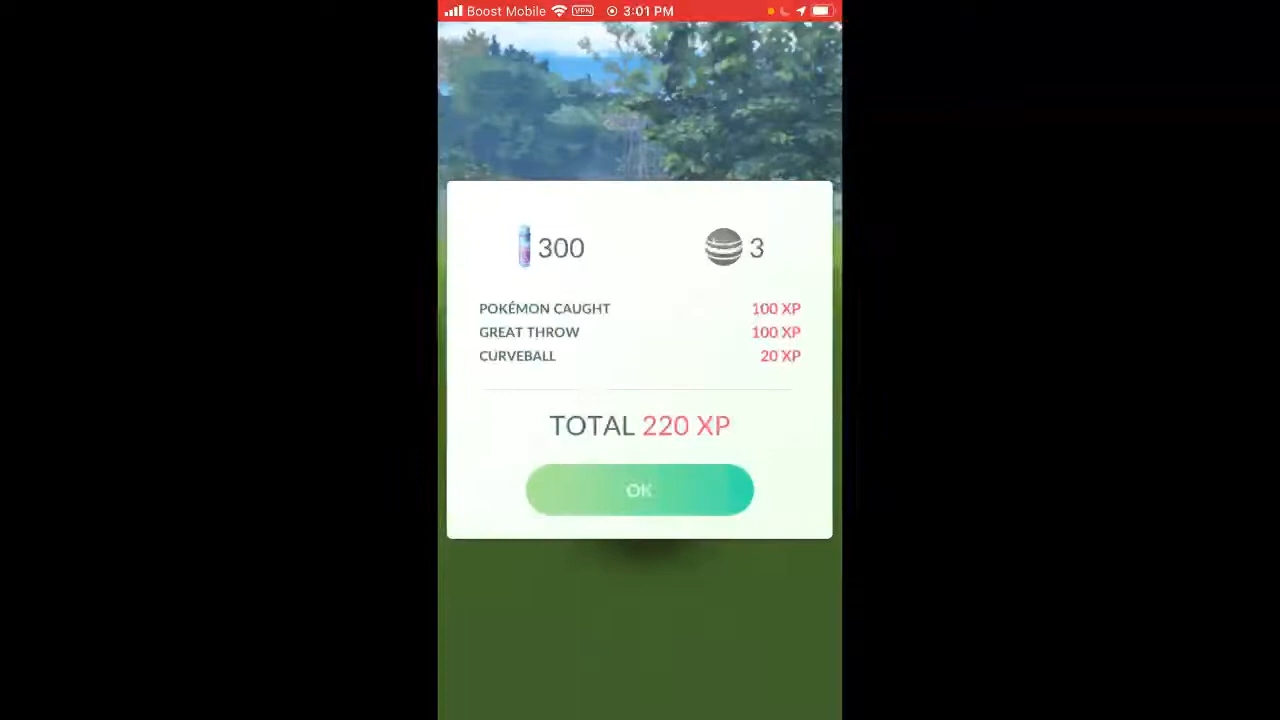 Boost Mobile VPN 3:01 PM
300 3
POKÉMON CAUGHT 100 XP
GREAT THROW 100 XP
CURVEBALL 20 XP
TOTAL 220 XP
OK